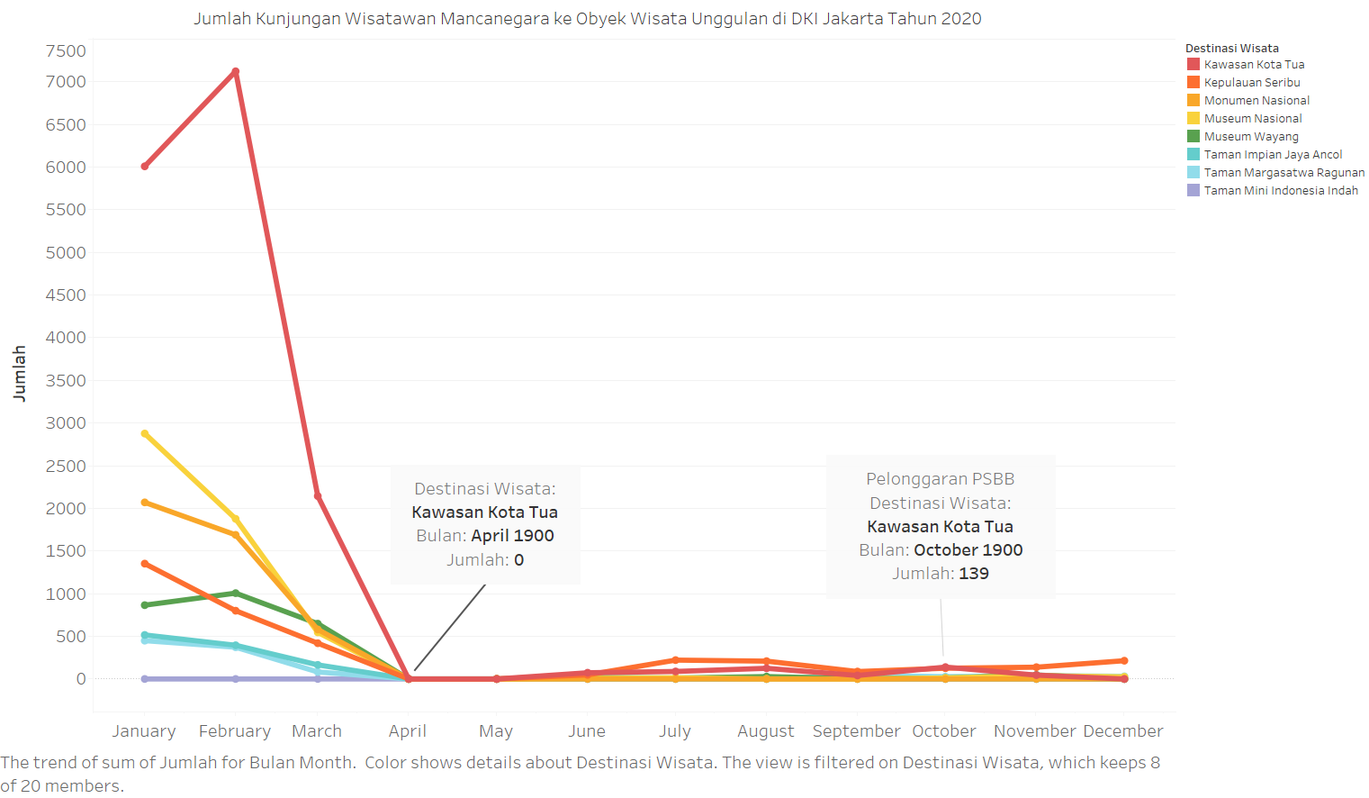 Jumlah Kunjungan Wisatawan Mancanegara ke Obyek Wisata Unggulan di DKI Jakarta Tahun 2020
7500
7000
6500
6000
5500
5000
4500
4000
3500
3000
2500
2000
1500
1000
500
0
Jumlah
Destinasi Wisata:
Kawasan Kota Tua
Bulan: April 1900
Jumlah: 0
Pelonggaran PSBB
Destinasi Wisata:
Kawasan Kota Tua
Bulan: October 1900
Jumlah: 139
January February March April May June July August September October November December
Destinasi Wisata
Kawasan Kota Tua
Kepulauan Seribu
Monumen Nasional
Museum Nasional
Museum Wayang
Taman Impian Jaya Ancol
Taman Margasatwa Ragunan
Taman Mini Indonesia Indah
The trend of sum of Jumlah for Bulan Month. Color shows details about Destinasi Wisata. The view is filtered on Destinasi Wisata, which keeps 8
of 20 members.